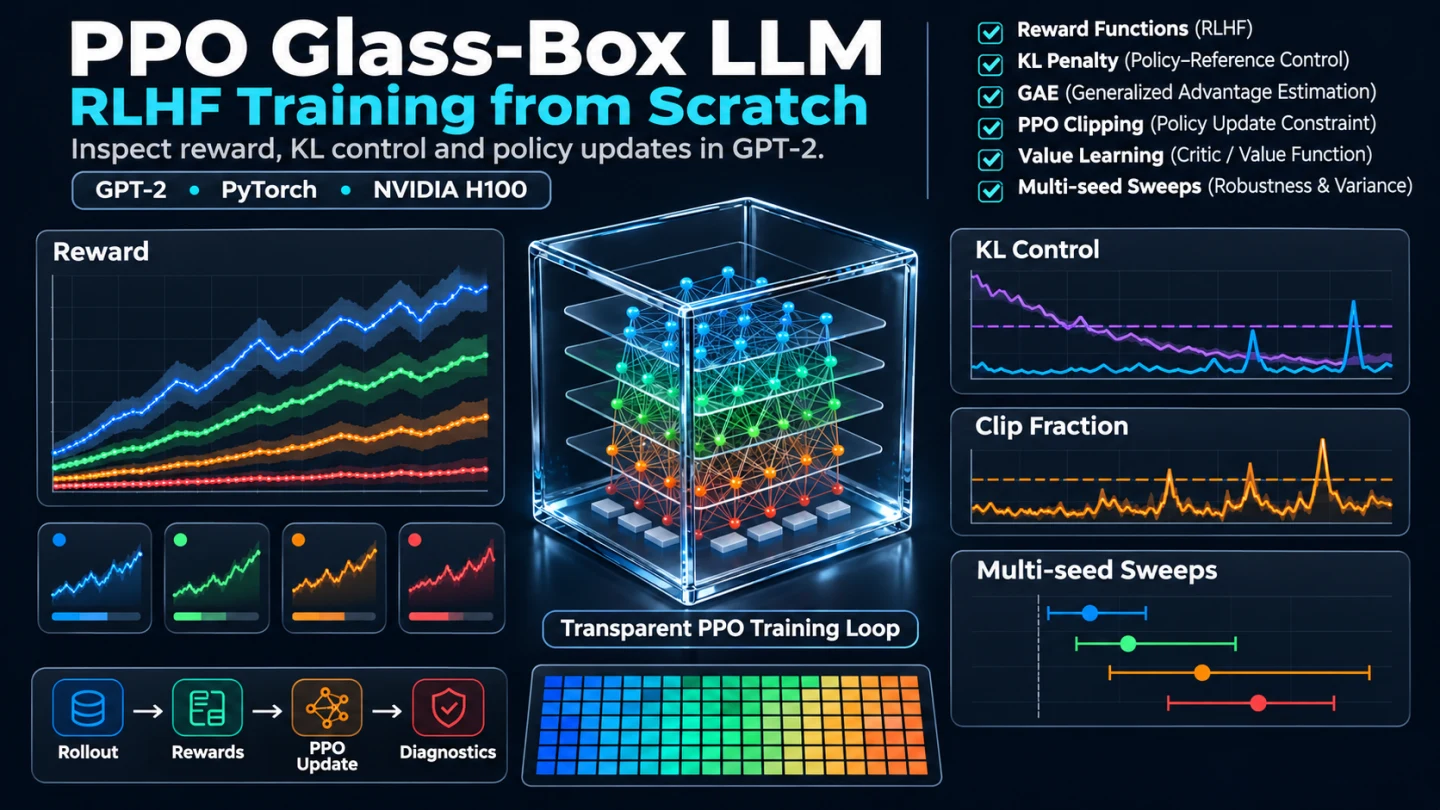 PPO Glass-Box LLM
RLHF Training from Scratch
Inspect reward, KL control and policy updates in GPT-2.
GPT-2 • PyTorch • NVIDIA H100
Reward Functions (RLHF)
KL Penalty (Policy–Reference Control)
GAE (Generalized Advantage Estimation)
PPO Clipping (Policy Update Constraint)
Value Learning (Critic / Value Function)
Multi-seed Sweeps (Robustness & Variance)
Reward
KL Control
Clip Fraction
Multi-seed Sweeps
Transparent PPO Training Loop
Rollout
Rewards
PPO
Update
Diagnostics